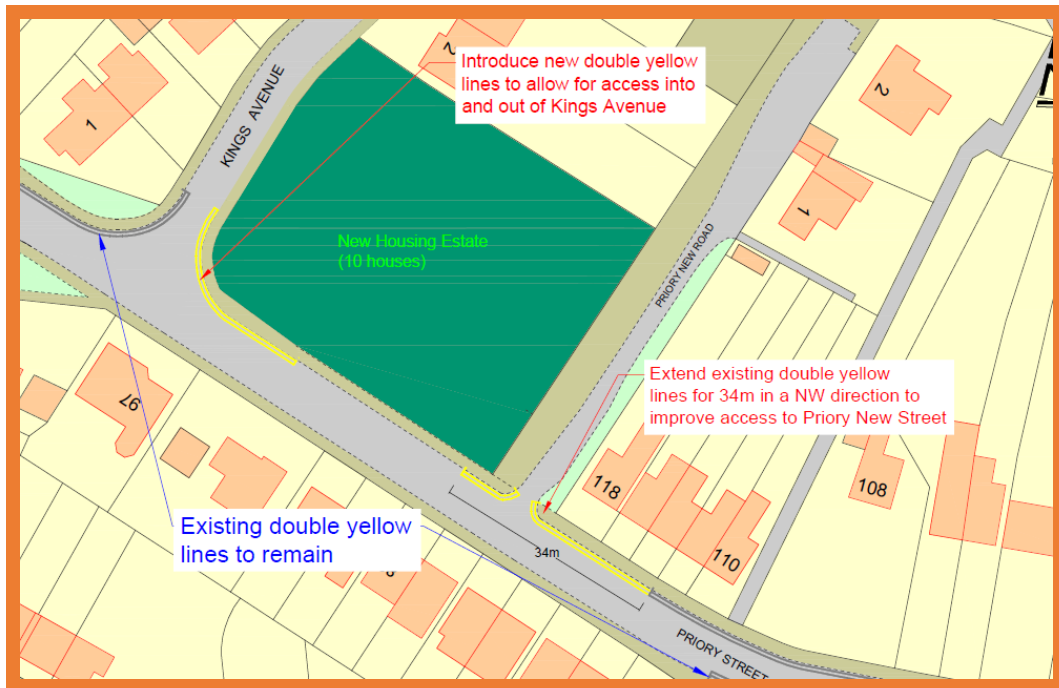 Introduce new double yellow
lines to allow for access into
and out of Kings Avenue
2
1
KINGS AVENUE
2
New Housing Estate
(10 houses)
1
PRIORY NEW ROAD
Extend existing double yellow
lines for 34m in a NW direction to
improve access to Priory New Street
97
118
108
Existing double yellow
lines to remain
34m
110
PRIORY STREET